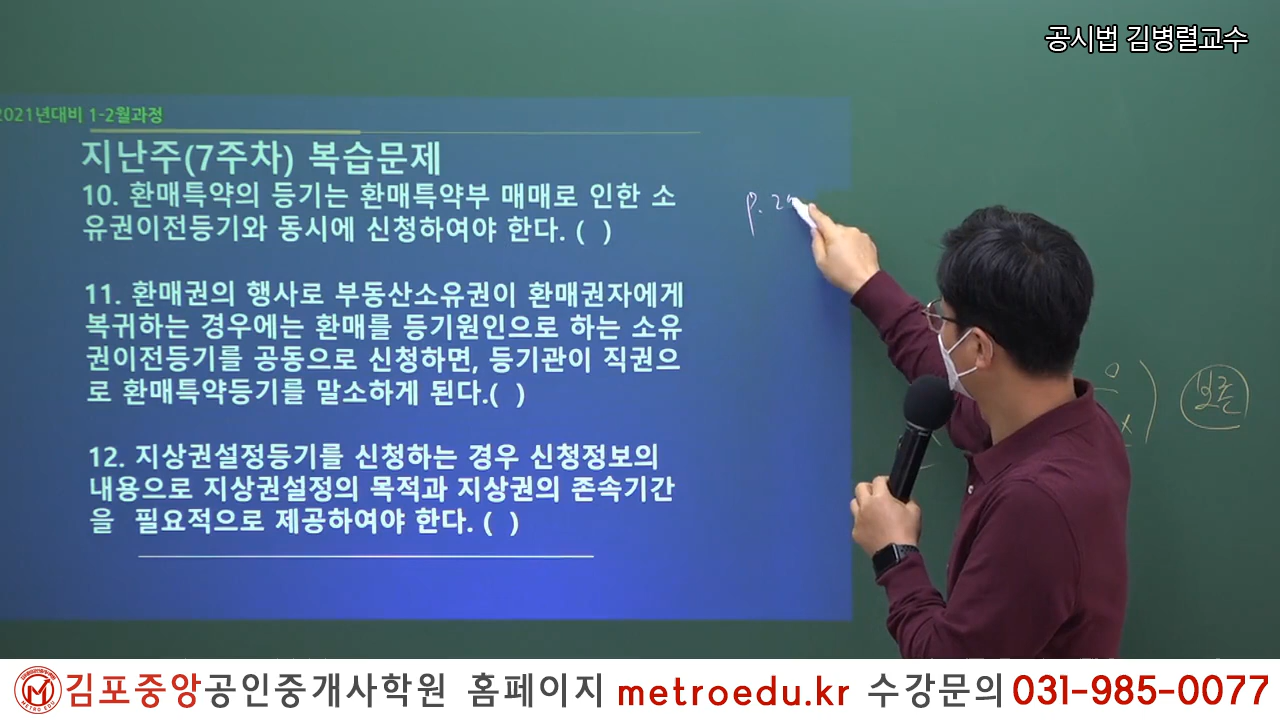 공시법 김병렬교수
2021년대비 1-2월과정
지난주(7주차) 복습문제
10. 환매특약의 등기는 환매특약부 매매로 인한 소
유권이전등기와 동시에 신청하여야 한다. ( )
11. 환매권의 행사로 부동산소유권이 환매권자에게
복귀하는 경우에는 환매를 등기원인으로 하는 소유
권이전등기를 공동으로 신청하면, 등기관이 직권으
로 환매특약등기를 말소하게 된다.( )
12. 지상권설정등기를 신청하는 경우 신청정보의
내용으로 지상권설정의 목적과 지상권의 존속기간
을 필요적으로 제공하여야 한다. ( )
p. 2
보존
METRO EDU
김포중앙공인중개사학원 홈페이지 metroedu.kr 수강문의 031-985-0077